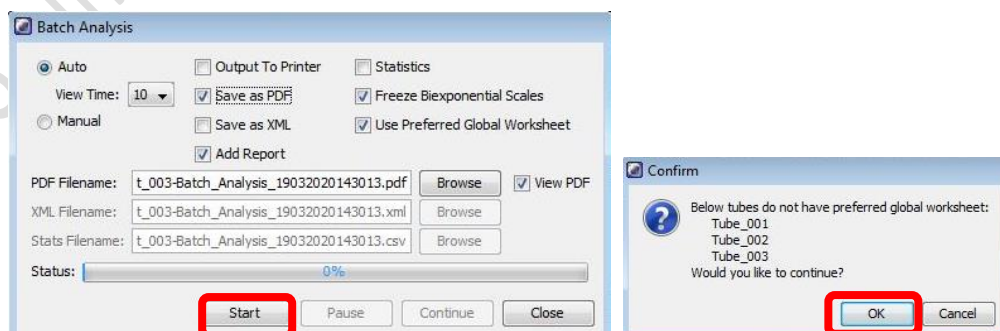 Batch Analysis
Auto
Output To Printer
Statistics
View Time: 10
Save as PDF
Freeze Biexponential Scales
Manual
Save as XML
Use Preferred Global Worksheet
Add Report
PDF Filename: t_003-Batch_Analysis_19032020143013.pdf Browse View PDF
XML Filename: t_003-Batch_Analysis_19032020143013.xml Browse
Stats Filename: t_003-Batch_Analysis_19032020143013.csv Browse
Status: 0%
Start Pause Continue Close
Confirm
Below tubes do not have preferred global worksheet:
Tube_001
Tube_002
Tube_003
Would you like to continue?
OK Cancel